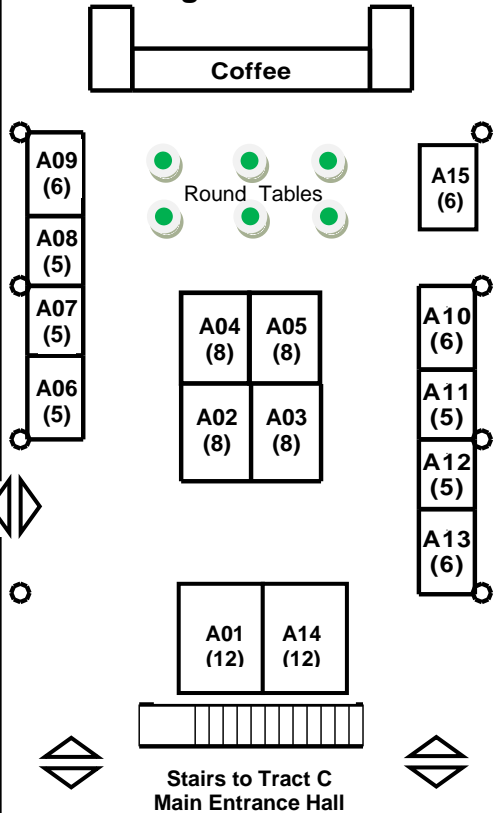 Coffee
Round Tables
A09
(6)
A08
(5)
A07
(5)
A06
(5)
A15
(6)
A04
(8)
A05
(8)
A02
(8)
A03
(8)
A10
(6)
A11
(5)
A12
(5)
A13
(6)
A01
(12)
A14
(12)
Stairs to Tract C
Main Entrance Hall